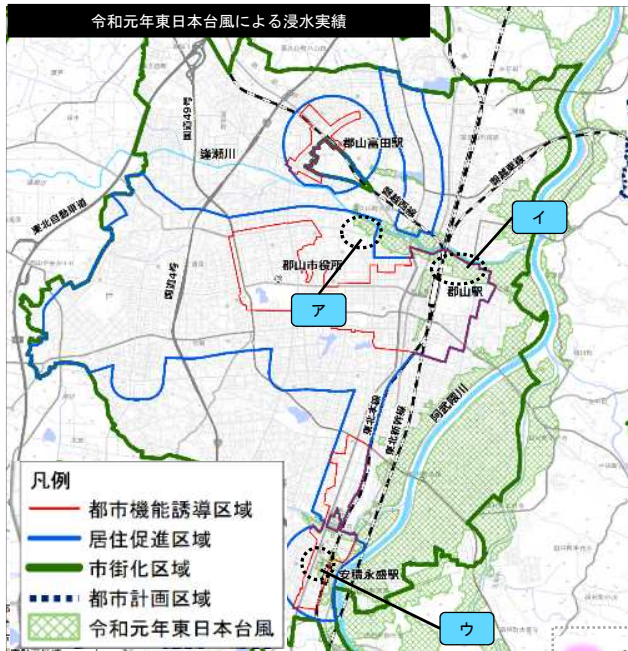 令和元年東日本台風による浸水実績
国道49号
逢瀬川
郡山富田駅
磐越西線
磐越東線
東北自動車道
イ
国道4号
郡山市役所
郡山駅
ア
阿武隈川
東北本線
東北新幹線
凡例
都市機能誘導区域
居住促進区域
市街化区域
都市計画区域
令和元年東日本台風
安積永盛駅
ウ